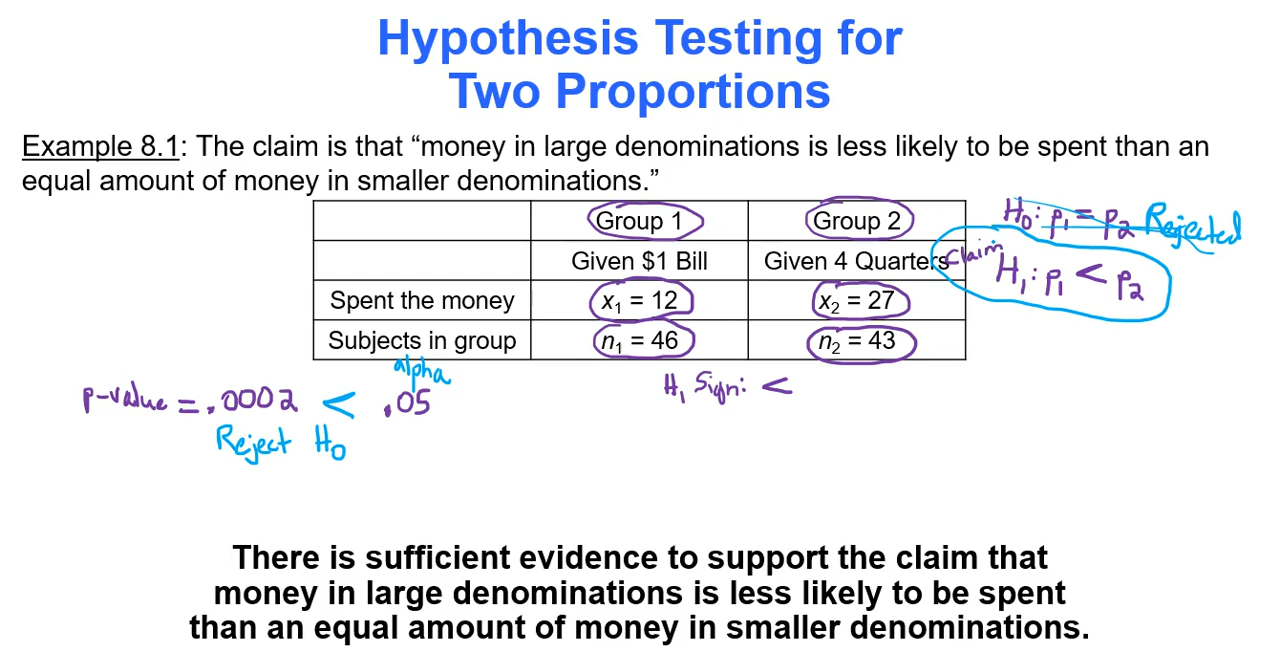 Hypothesis Testing for
Two Proportions
Example 8.1: The claim is that “money in large denominations is less likely to be spent than an
equal amount of money in smaller denominations.”
Group 1 Group 2
Given $1 Bill Given 4 Quarters
Spent the money x₁ = 12 x₂ = 27
Subjects in group n₁ = 46 n₂ = 43
H₀: p₁ = p₂ Rejected
Claim H₁: p₁ < p₂
alpha
p-value = .0002 < .05
Reject H₀
H₁ Sign: <
There is sufficient evidence to support the claim that
money in large denominations is less likely to be spent
than an equal amount of money in smaller denominations.